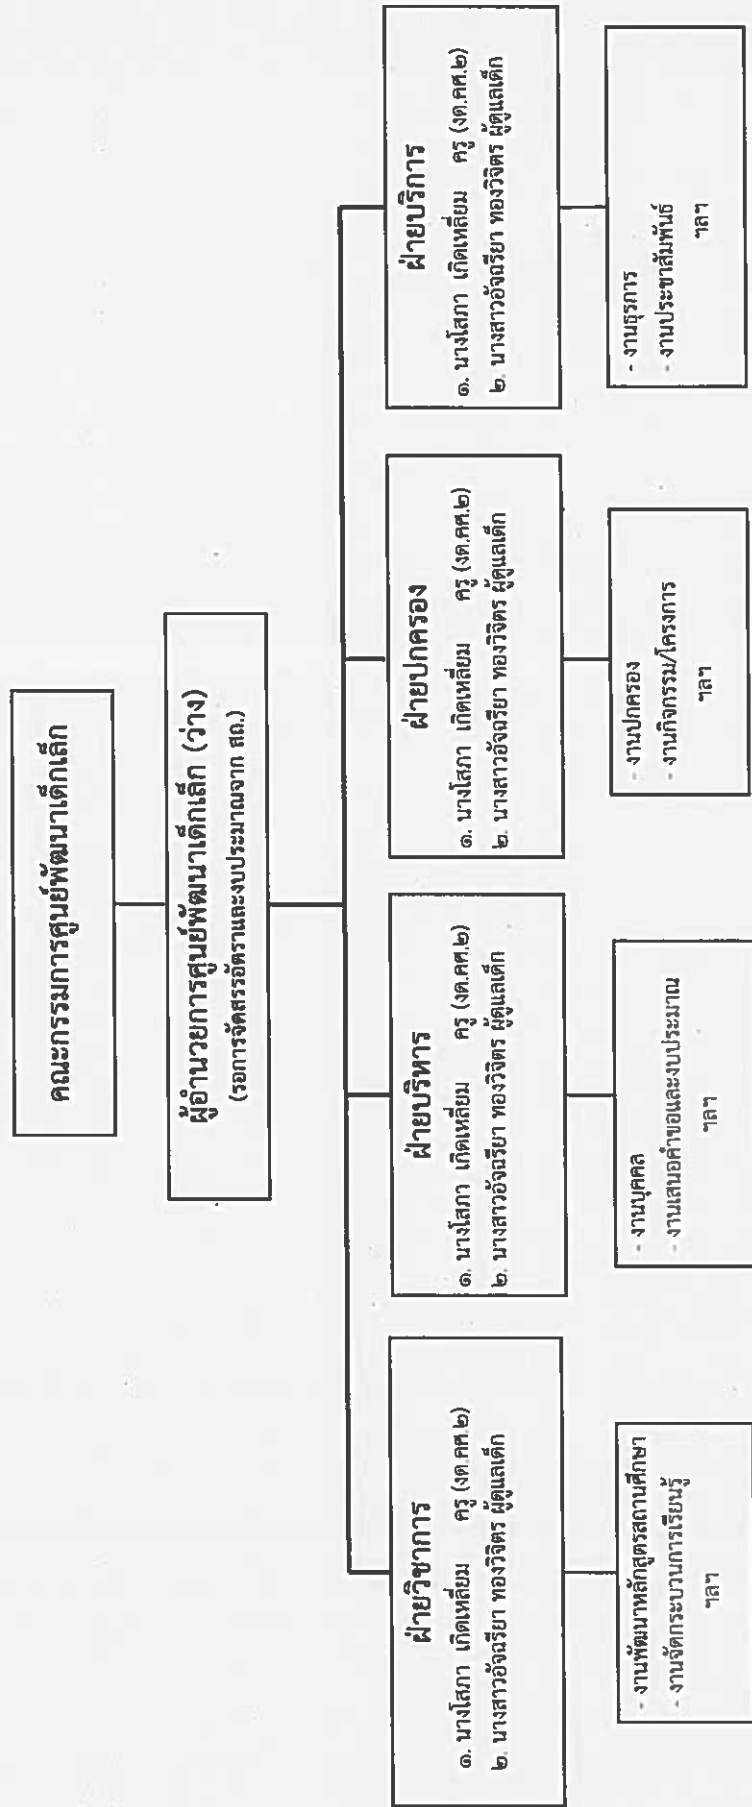 คณะกรรมการศูนย์พัฒนาเด็กเล็ก
ผู้อำนวยการศูนย์พัฒนาเด็กเล็ก (ว่าง)
(รอการจัดสรรอัตราและงบประมาณจาก สถ.)
ฝ่ายวิชาการ
๑. นางโสภา เกิดเหลี่ยม ครู (งด.คศ.๒)
๒. นางสาวอัจฉรียา ทองวิจิตร ผู้ดูแลเด็ก
- งานพัฒนาหลักสูตรสถานศึกษา
- งานจัดกระบวนการเรียนรู้
ฯลฯ
ฝ่ายบริหาร
๑. นางโสภา เกิดเหลี่ยม ครู (งด.คศ.๒)
๒. นางสาวอัจฉรียา ทองวิจิตร ผู้ดูแลเด็ก
- งานบุคคล
- งานเสนอคำขอและงบประมาณ
ฯลฯ
ฝ่ายปกครอง
๑. นางโสภา เกิดเหลี่ยม ครู (งด.คศ.๒)
๒. นางสาวอัจฉรียา ทองวิจิตร ผู้ดูแลเด็ก
- งานปกครอง
- งานกิจกรรม/โครงการ
ฯลฯ
ฝ่ายบริการ
๑. นางโสภา เกิดเหลี่ยม ครู (งด.คศ.๒)
๒. นางสาวอัจฉรียา ทองวิจิตร ผู้ดูแลเด็ก
- งานธุรการ
- งานประชาสัมพันธ์
ฯลฯ